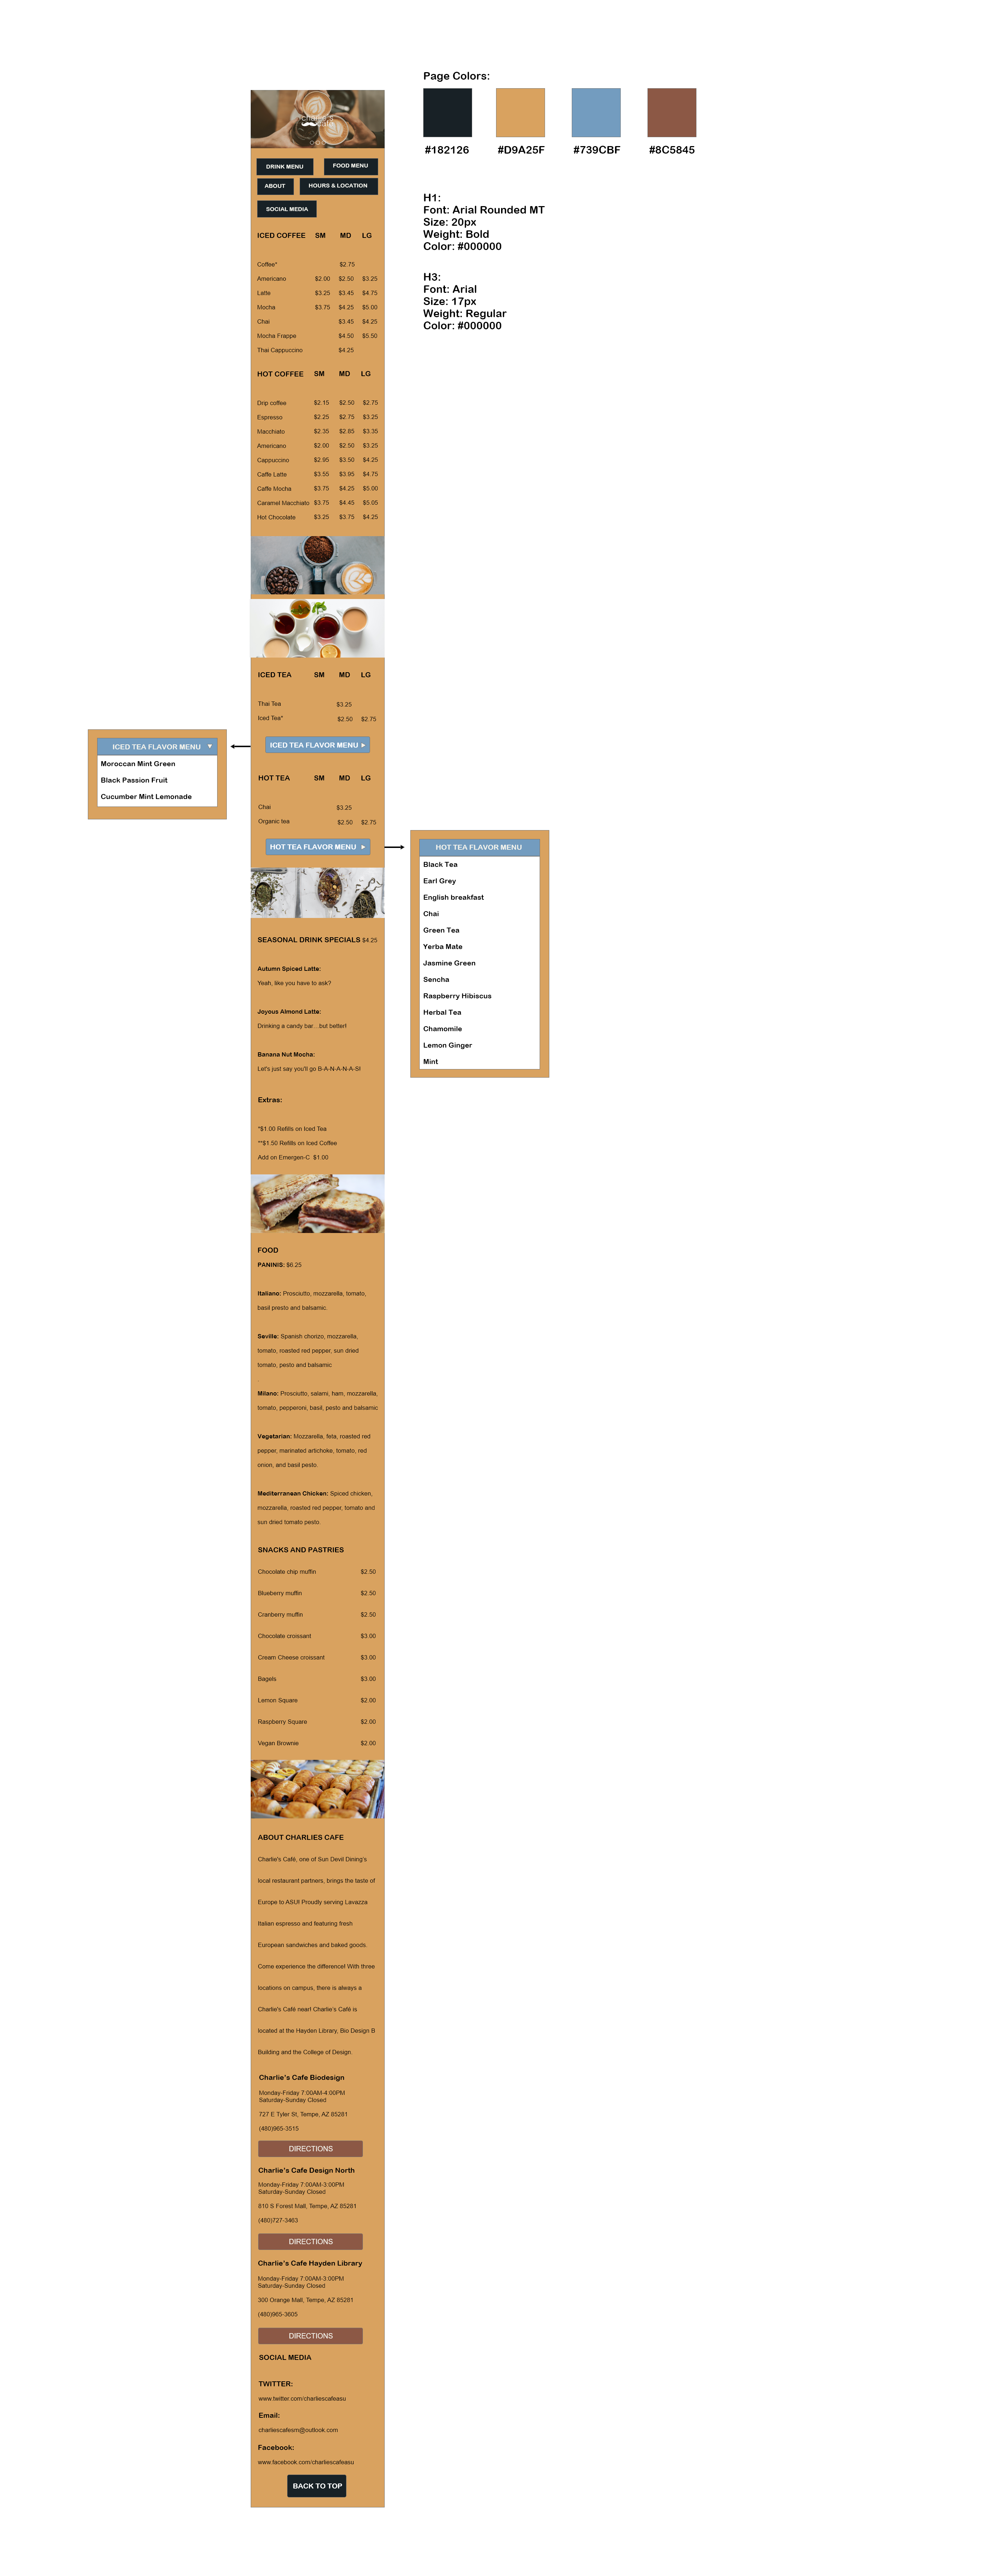 Page Colors:
#182126 #D9A25F #739CBF #8C5845
H1:
Font: Arial Rounded MT
Size: 20px
Weight: Bold
Color: #000000
H3:
Font: Arial
Size: 17px
Weight: Regular
Color: #000000
charlie's
cafe
DRINK MENU FOOD MENU
ABOUT HOURS & LOCATION
SOCIAL MEDIA
ICED COFFEE SM MD LG
Coffee* $2.75
Americano $2.00 $2.50 $3.25
Latte $3.25 $3.45 $4.75
Mocha $3.75 $4.25 $5.00
Chai $3.45 $4.25
Mocha Frappe $4.50 $5.50
Thai Cappuccino $4.25
HOT COFFEE SM MD LG
Drip coffee $2.15 $2.50 $2.75
Espresso $2.25 $2.75 $3.25
Macchiato $2.35 $2.85 $3.35
Americano $2.00 $2.50 $3.25
Cappuccino $2.95 $3.50 $4.25
Caffe Latte $3.55 $3.95 $4.75
Caffe Mocha $3.75 $4.25 $5.00
Caramel Macchiato $3.75 $4.45 $5.05
Hot Chocolate $3.25 $3.75 $4.25
ICED TEA SM MD LG
Thai Tea $3.25
Iced Tea* $2.50 $2.75
ICED TEA FLAVOR MENU
ICED TEA FLAVOR MENU
Moroccan Mint Green
Black Passion Fruit
Cucumber Mint Lemonade
HOT TEA SM MD LG
Chai $3.25
Organic tea $2.50 $2.75
HOT TEA FLAVOR MENU
HOT TEA FLAVOR MENU
Black Tea
Earl Grey
English breakfast
Chai
Green Tea
Yerba Mate
Jasmine Green
Sencha
Raspberry Hibiscus
Herbal Tea
Chamomile
Lemon Ginger
Mint
SEASONAL DRINK SPECIALS $4.25
Autumn Spiced Latte:
Yeah, like you have to ask?
Joyous Almond Latte:
Drinking a candy bar...but better!
Banana Nut Mocha:
Let's just say you'll go B-A-N-A-N-A-S!
Extras:
*$1.00 Refills on Iced Tea
**$1.50 Refills on Iced Coffee
Add on Emergen-C $1.00
FOOD
PANINIS: $6.25
Italiano: Prosciutto, mozzarella, tomato,
basil presto and balsamic.
Seville: Spanish chorizo, mozzarella,
tomato, roasted red pepper, sun dried
tomato, pesto and balsamic
.
Milano: Prosciutto, salami, ham, mozzarella,
tomato, pepperoni, basil, pesto and balsamic
Vegetarian: Mozzarella, feta, roasted red
pepper, marinated artichoke, tomato, red
onion, and basil pesto.
Mediterranean Chicken: Spiced chicken,
mozzarella, roasted red pepper, tomato and
sun dried tomato pesto.
SNACKS AND PASTRIES
Chocolate chip muffin $2.50
Blueberry muffin $2.50
Cranberry muffin $2.50
Chocolate croissant $3.00
Cream Cheese croissant $3.00
Bagels $3.00
Lemon Square $2.00
Raspberry Square $2.00
Vegan Brownie $2.00
ABOUT CHARLIES CAFE
Charlie's Café, one of Sun Devil Dining's
local restaurant partners, brings the taste of
Europe to ASU! Proudly serving Lavazza
Italian espresso and featuring fresh
European sandwiches and baked goods.
Come experience the difference! With three
locations on campus, there is always a
Charlie's Café near! Charlie's Café is
located at the Hayden Library, Bio Design B
Building and the College of Design.
Charlie's Cafe Biodesign
Monday-Friday 7:00AM-4:00PM
Saturday-Sunday Closed
727 E Tyler St, Tempe, AZ 85281
(480)965-3515
DIRECTIONS
Charlie's Cafe Design North
Monday-Friday 7:00AM-3:00PM
Saturday-Sunday Closed
810 S Forest Mall, Tempe, AZ 85281
(480)727-3463
DIRECTIONS
Charlie's Cafe Hayden Library
Monday-Friday 7:00AM-3:00PM
Saturday-Sunday Closed
300 Orange Mall, Tempe, AZ 85281
(480)965-3605
DIRECTIONS
SOCIAL MEDIA
TWITTER:
www.twitter.com/charliescafeasu
Email:
charliescafesm@outlook.com
Facebook:
www.facebook.com/charliescafeasu
BACK TO TOP